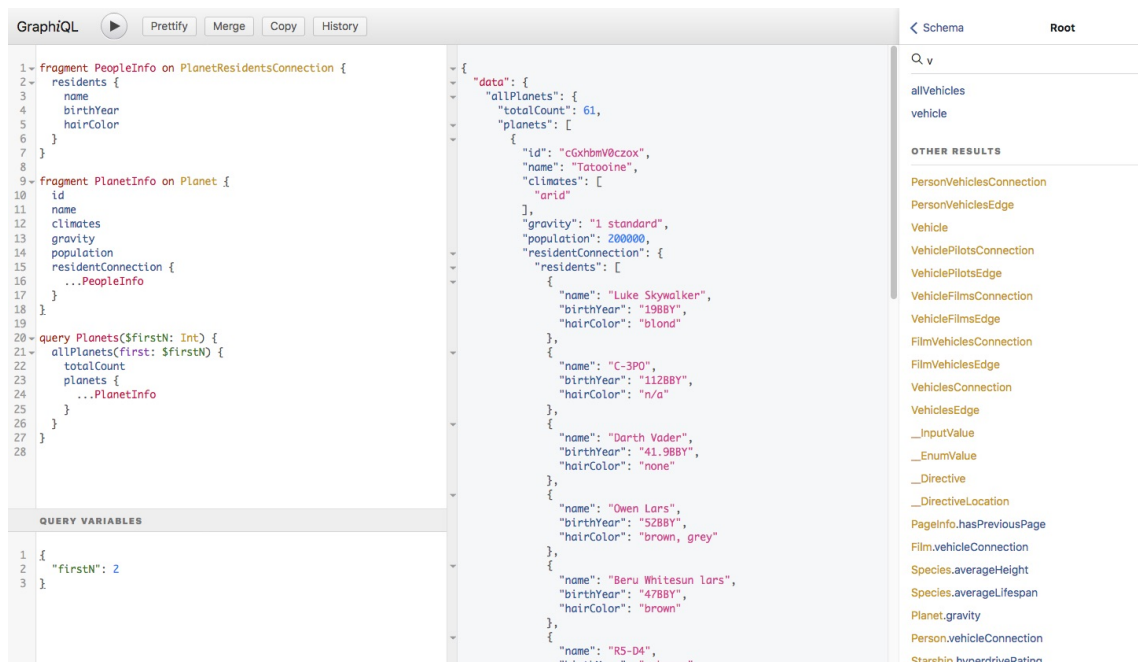 GraphiQL
Prettify
Merge
Copy
History
1 fragment PeopleInfo on PlanetResidentsConnection {
2 residents {
3 name
4 birthYear
5 hairColor
6 }
7 }
8
9 fragment PlanetInfo on Planet {
10 id
11 name
12 climates
13 gravity
14 population
15 residentConnection {
16 ...PeopleInfo
17 }
18 }
19
20 query Planets($firstN: Int) {
21 allPlanets(first: $firstN) {
22 totalCount
23 planets {
24 ...PlanetInfo
25 }
26 }
27 }
28
QUERY VARIABLES
1 {
2 "firstN": 2
3 }
{
"data": {
"allPlanets": {
"totalCount": 61,
"planets": [
{
"id": "cGxhbmV0czox",
"name": "Tatooine",
"climates": [
"arid"
],
"gravity": "1 standard",
"population": 200000,
"residentConnection": {
"residents": [
{
"name": "Luke Skywalker",
"birthYear": "19BBY",
"hairColor": "blond"
},
{
"name": "C-3PO",
"birthYear": "112BBY",
"hairColor": "n/a"
},
{
"name": "Darth Vader",
"birthYear": "41.9BBY",
"hairColor": "none"
},
{
"name": "Owen Lars",
"birthYear": "52BBY",
"hairColor": "brown, grey"
},
{
"name": "Beru Whitesun lars",
"birthYear": "47BBY",
"hairColor": "brown"
},
{
"name": "R5-D4",
Schema
Root
v
allVehicles
vehicle
OTHER RESULTS
PersonVehiclesConnection
PersonVehiclesEdge
Vehicle
VehiclePilotsConnection
VehiclePilotsEdge
VehicleFilmsConnection
VehicleFilmsEdge
FilmVehiclesConnection
FilmVehiclesEdge
VehiclesConnection
VehiclesEdge
__InputValue
__EnumValue
__Directive
__DirectiveLocation
PageInfo.hasPreviousPage
Film.vehicleConnection
Species.averageHeight
Species.averageLifespan
Planet.gravity
Person.vehicleConnection
Starship.hyperdriveRating